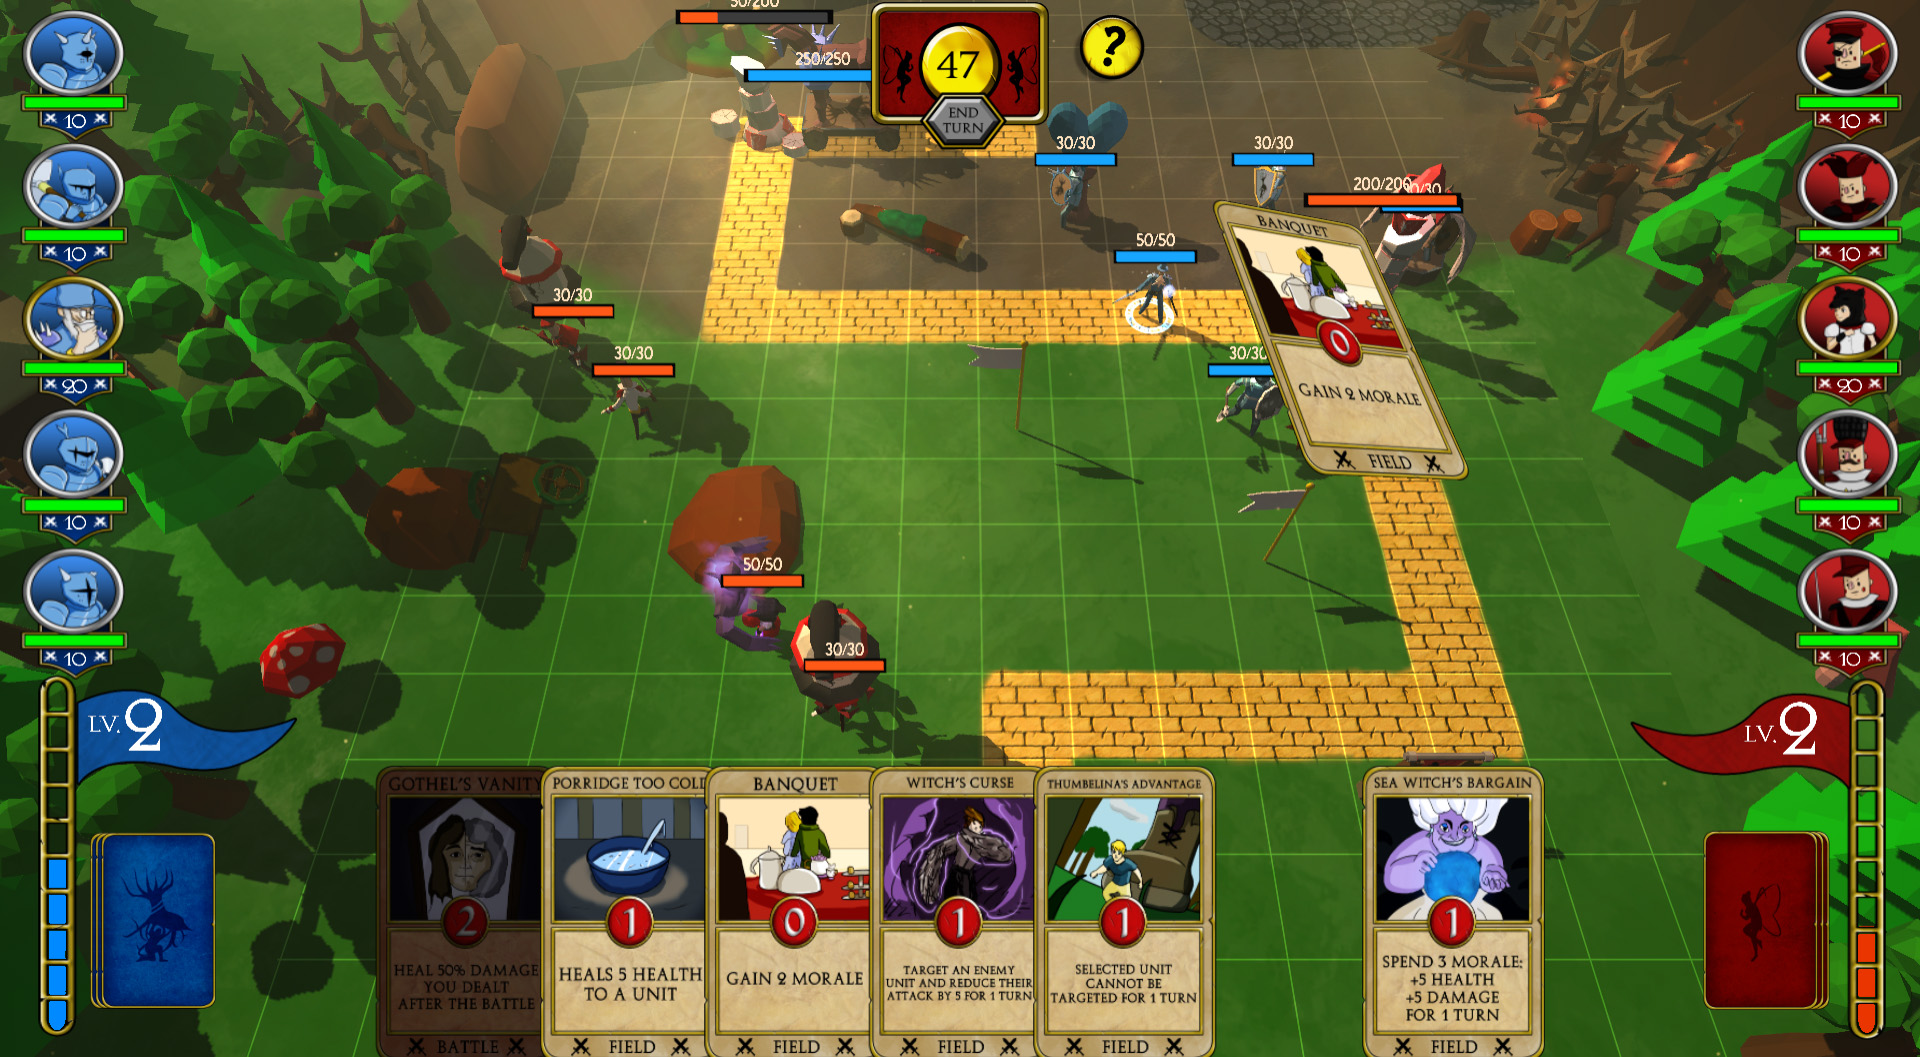 50/200
250/250
47
END
TURN
?
30/30
30/30
200/200
50/50
30/30
30/30
30/30
50/50
30/30
BANQUET
0
GAIN 2 MORALE
FIELD
10
10
20
10
10
10
10
20
10
10
LV. 2
LV. 2
GOTHEL'S VANITY
2
HEAL 50% DAMAGE
YOU DEALT
AFTER THE BATTLE
BATTLE
PORRIDGE TOO COL
1
HEALS 5 HEALTH
TO A UNIT
FIELD
BANQUET
0
GAIN 2 MORALE
FIELD
WITCH'S CURSE
1
TARGET AN ENEMY
UNIT AND REDUCE THEIR
ATTACK BY 5 FOR 1 TURN
FIELD
THUMBELINA'S ADVANTAGE
1
SELECTED UNIT
CANNOT BE
TARGETED FOR 1 TURN
FIELD
SEA WITCH'S BARGAIN
1
SPEND 3 MORALE:
+5 HEALTH
+5 DAMAGE
FOR 1 TURN
FIELD